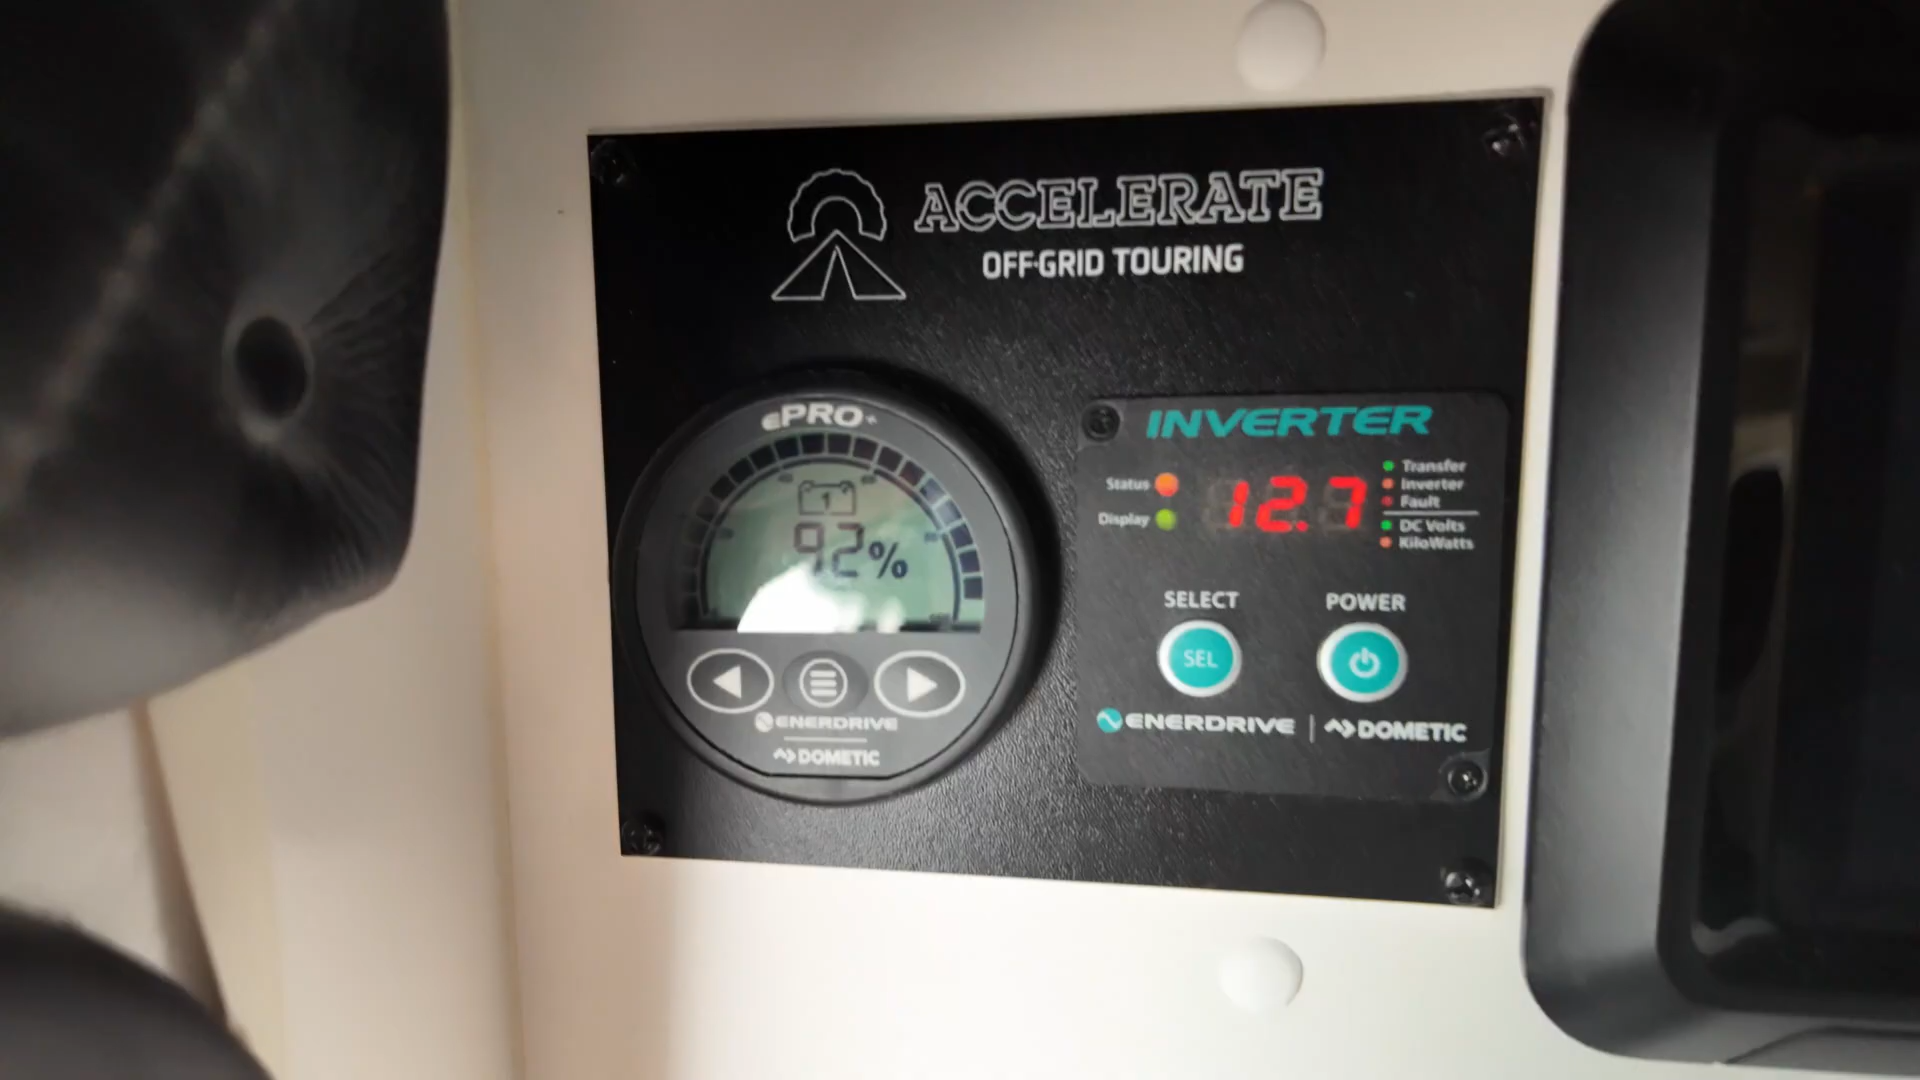 ACCELERATE
OFF-GRID TOURING
ePRO+
1
92%
ENERDRIVE
DOMETIC
INVERTER
Status
Display
12.7
Transfer
Inverter
Fault
DC Volts
KiloWatts
SELECT
POWER
SEL
ENERDRIVE | DOMETIC